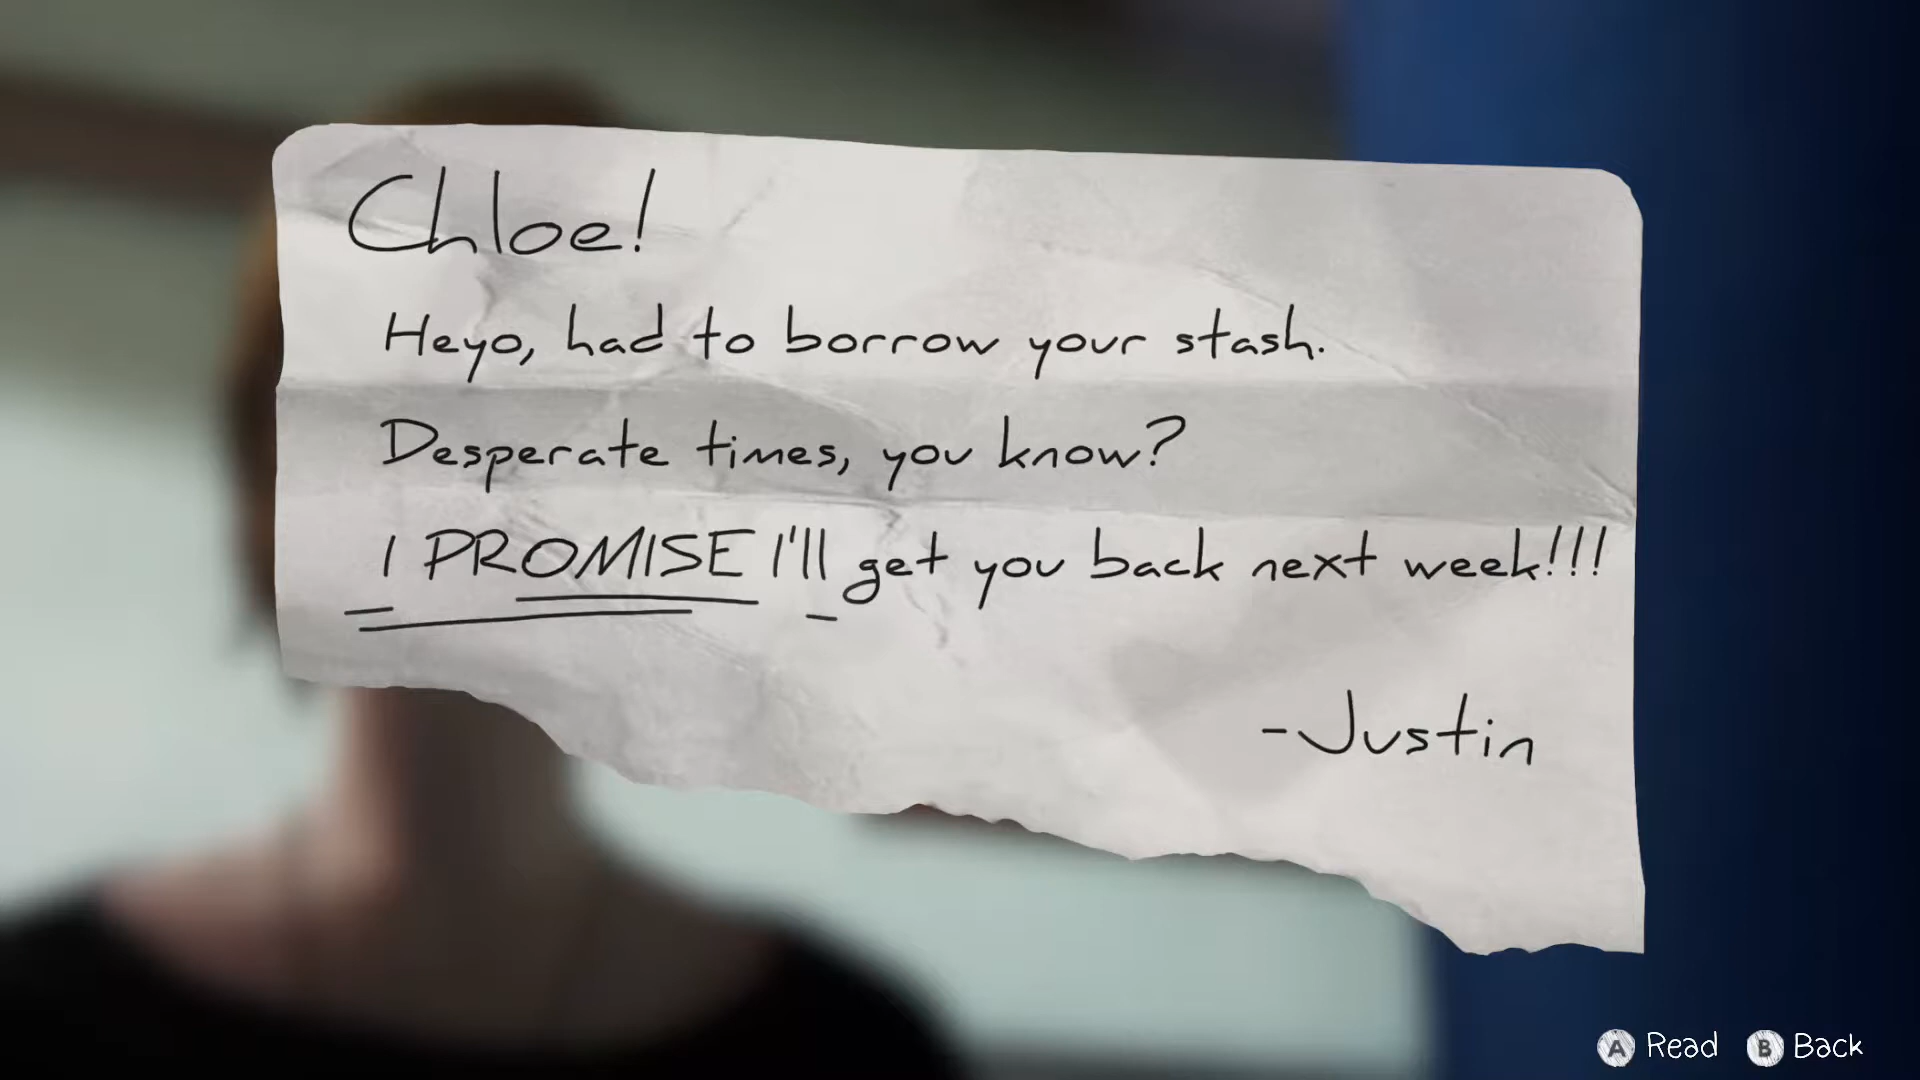 Chloe!
Heyo, had to borrow your stash.
Desperate times, you know?
I PROMISE I'll get you back next week!!!
-Justin
A Read B Back